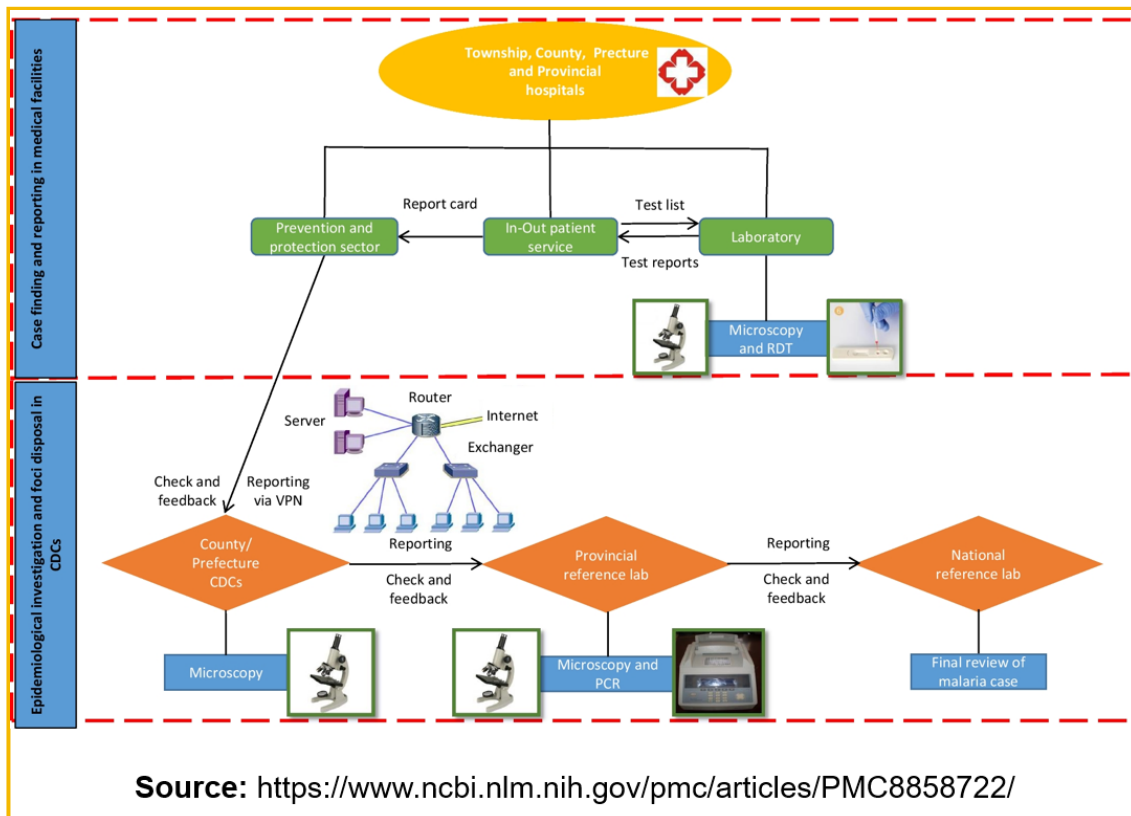 Case finding and reporting in medical facilities
Township, County, Precture
and Provincial
hospitals
Report card
Test list
Prevention and
protection sector
In-Out patient
service
Laboratory
Test reports
Microscopy
and RDT
Epidemiological investigation and foci disposal in
CDCs
Router
Server
Internet
Exchanger
Check and
feedback
Reporting
via VPN
County/
Prefecture
CDCs
Reporting
Check and
feedback
Provincial
reference lab
Reporting
Check and
feedback
National
reference lab
Microscopy
Microscopy and
PCR
Final review of
malaria case
Source: https://www.ncbi.nlm.nih.gov/pmc/articles/PMC8858722/